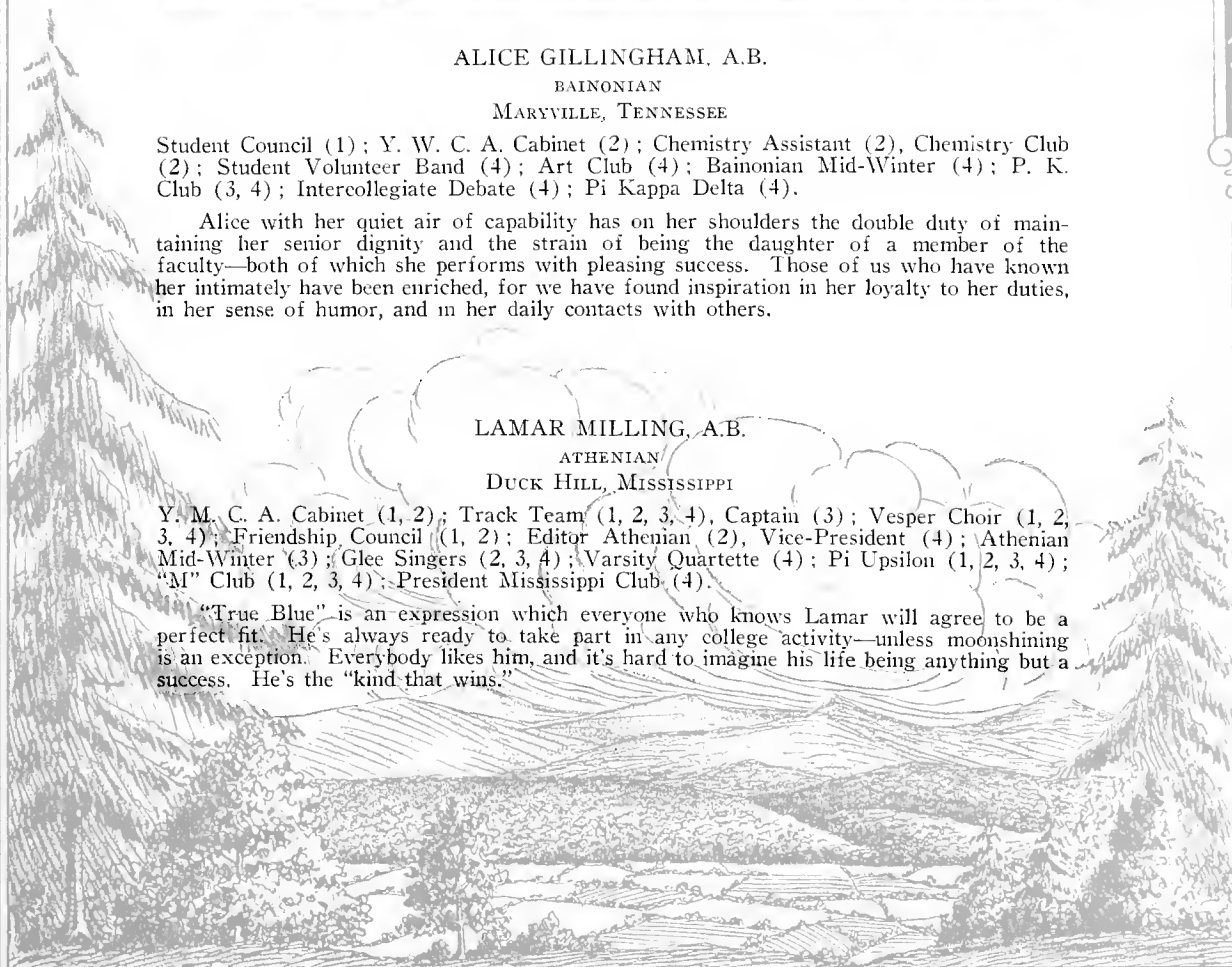 ALICE GILLINGHAM, A.B.
BAINONIAN
MARYVILLE, TENNESSEE
Student Council (1) ; Y. W. C. A. Cabinet (2) ; Chemistry Assistant (2), Chemistry Club
(2) ; Student Volunteer Band (4) ; Art Club (4) ; Bainonian Mid-Winter (4) ; P. K.
Club (3, 4) ; Intercollegiate Debate (4) ; Pi Kappa Delta (4).
Alice with her quiet air of capability has on her shoulders the double duty of main-
taining her senior dignity and the strain of being the daughter of a member of the
faculty—both of which she performs with pleasing success. Those of us who have known
her intimately have been enriched, for we have found inspiration in her loyalty to her duties,
in her sense of humor, and in her daily contacts with others.
LAMAR MILLING, A.B.
ATHENIAN
DUCK HILL, MISSISSIPPI
Y. M. C. A. Cabinet (1, 2) ; Track Team (1, 2, 3, 4), Captain (3) ; Vesper Choir (1, 2,
3, 4) ; Friendship Council (1, 2) ; Editor Athenian (2), Vice-President (4) ; Athenian
Mid-Winter (3) ; Glee Singers (2, 3, 4) ; Varsity Quartette (4) ; Pi Upsilon (1, 2, 3, 4) ;
"M" Club (1, 2, 3, 4) ; President Mississippi Club (4).
"True Blue" is an expression which everyone who knows Lamar will agree to be a
perfect fit. He's always ready to take part in any college activity—unless moonshining
is an exception. Everybody likes him, and it's hard to imagine his life being anything but a
success. He's the "kind that wins."